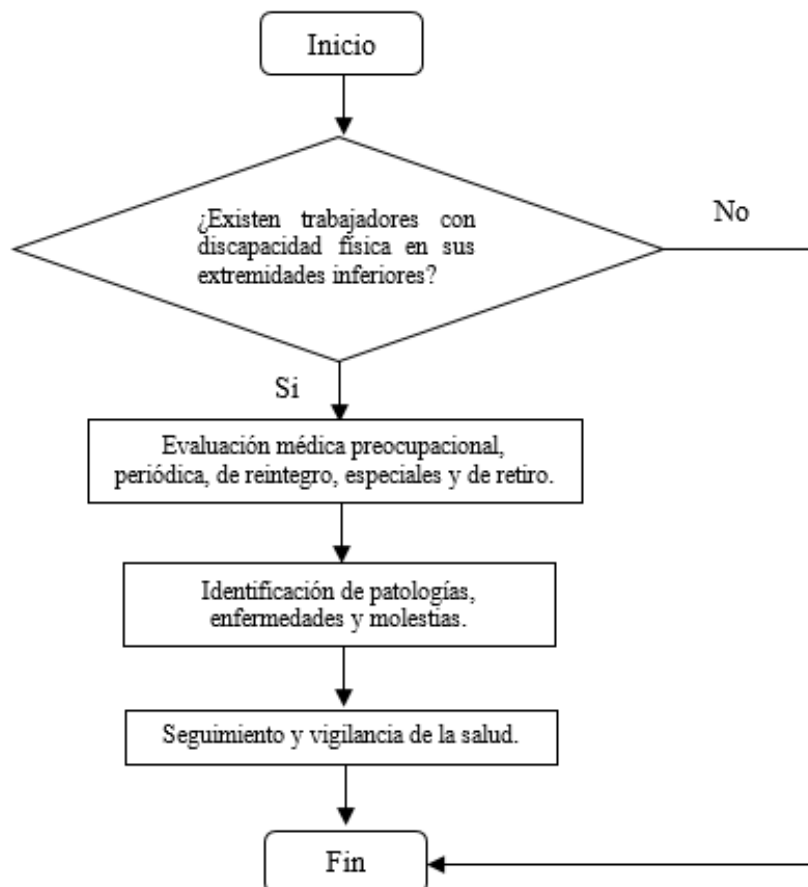 Inicio
¿Existen trabajadores con
discapacidad física en sus
extremidades inferiores?
No
Si
Evaluación médica preocupacional,
periódica, de reintegro, especiales y de retiro.
Identificación de patologías,
enfermedades y molestias.
Seguimiento y vigilancia de la salud.
Fin